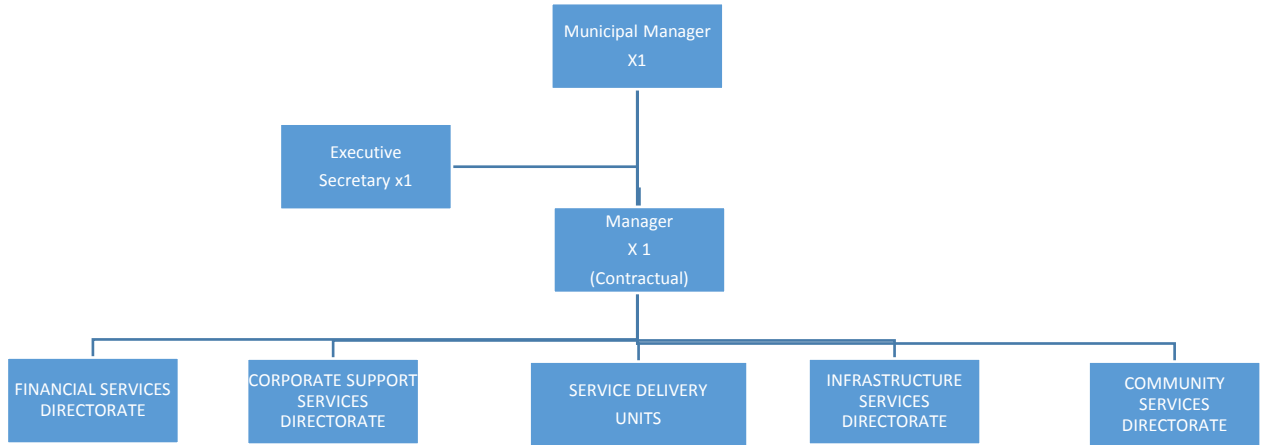 Municipal Manager
X1
Executive
Secretary x1
Manager
X 1
(Contractual)
FINANCIAL SERVICES
DIRECTORATE
CORPORATE SUPPORT
SERVICES
DIRECTORATE
SERVICE DELIVERY
UNITS
INFRASTRUCTURE
SERVICES
DIRECTORATE
COMMUNITY
SERVICES
DIRECTORATE